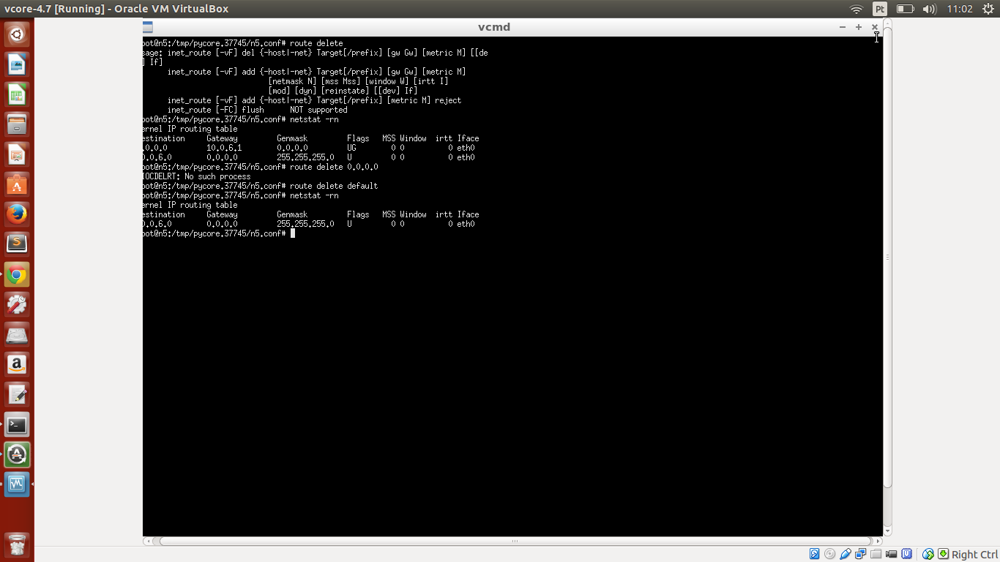 vcore-4.7 [Running] - Oracle VM VirtualBox
Pt
11:02
vcmd
oot@n5:/tmp/pycore.37745/n5.conf# route delete
sage: inet_route [-vF] del {-host|-net} Target[/prefix] [gw Gw] [metric M] [[de
] If]
inet_route [-vF] add {-host|-net} Target[/prefix] [gw Gw] [metric M]
[netmask N] [mss Mss] [window W] [irtt I]
[mod] [dyn] [reinstate] [[dev] If]
inet_route [-vF] add {-host|-net} Target[/prefix] [metric M] reject
inet_route [-FC] flush NOT supported
oot@n5:/tmp/pycore.37745/n5.conf# netstat -rn
ernel IP routing table
estination Gateway Genmask Flags MSS Window irtt Iface
.0.0.0 10.0.6.1 0.0.0.0 UG 0 0 0 eth0
0.0.6.0 0.0.0.0 255.255.255.0 U 0 0 0 eth0
oot@n5:/tmp/pycore.37745/n5.conf# route delete 0.0.0.0
IOCDELRT: No such process
oot@n5:/tmp/pycore.37745/n5.conf# route delete default
oot@n5:/tmp/pycore.37745/n5.conf# netstat -rn
ernel IP routing table
estination Gateway Genmask Flags MSS Window irtt Iface
0.0.6.0 0.0.0.0 255.255.255.0 U 0 0 0 eth0
oot@n5:/tmp/pycore.37745/n5.conf#
Right Ctrl